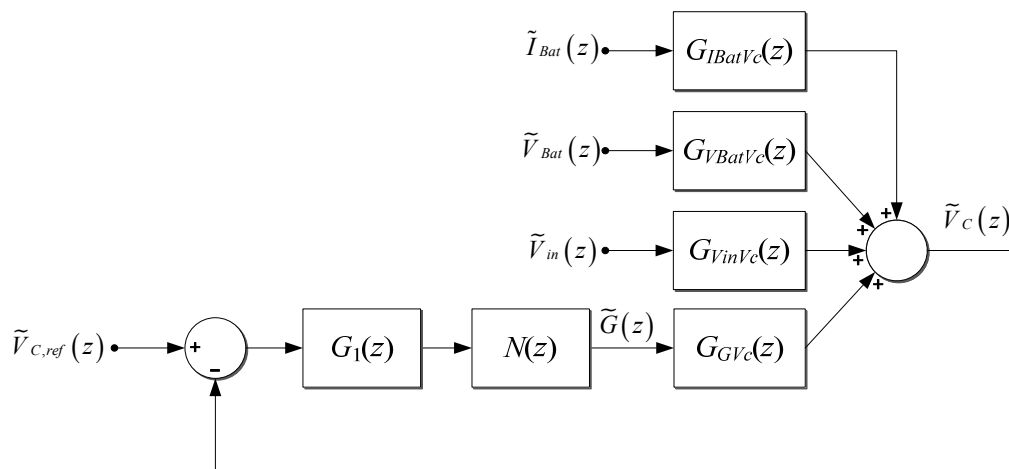 Ĩ_Bat(z)
G_IBatVc(z)
Ṽ_Bat(z)
G_VBatVc(z)
Ṽ_in(z)
G_VinVc(z)
Ṽ_C(z)
+
+
+
+
Ṽ_C,ref(z)
+
-
G_1(z)
N(z)
G̃(z)
G_GVc(z)